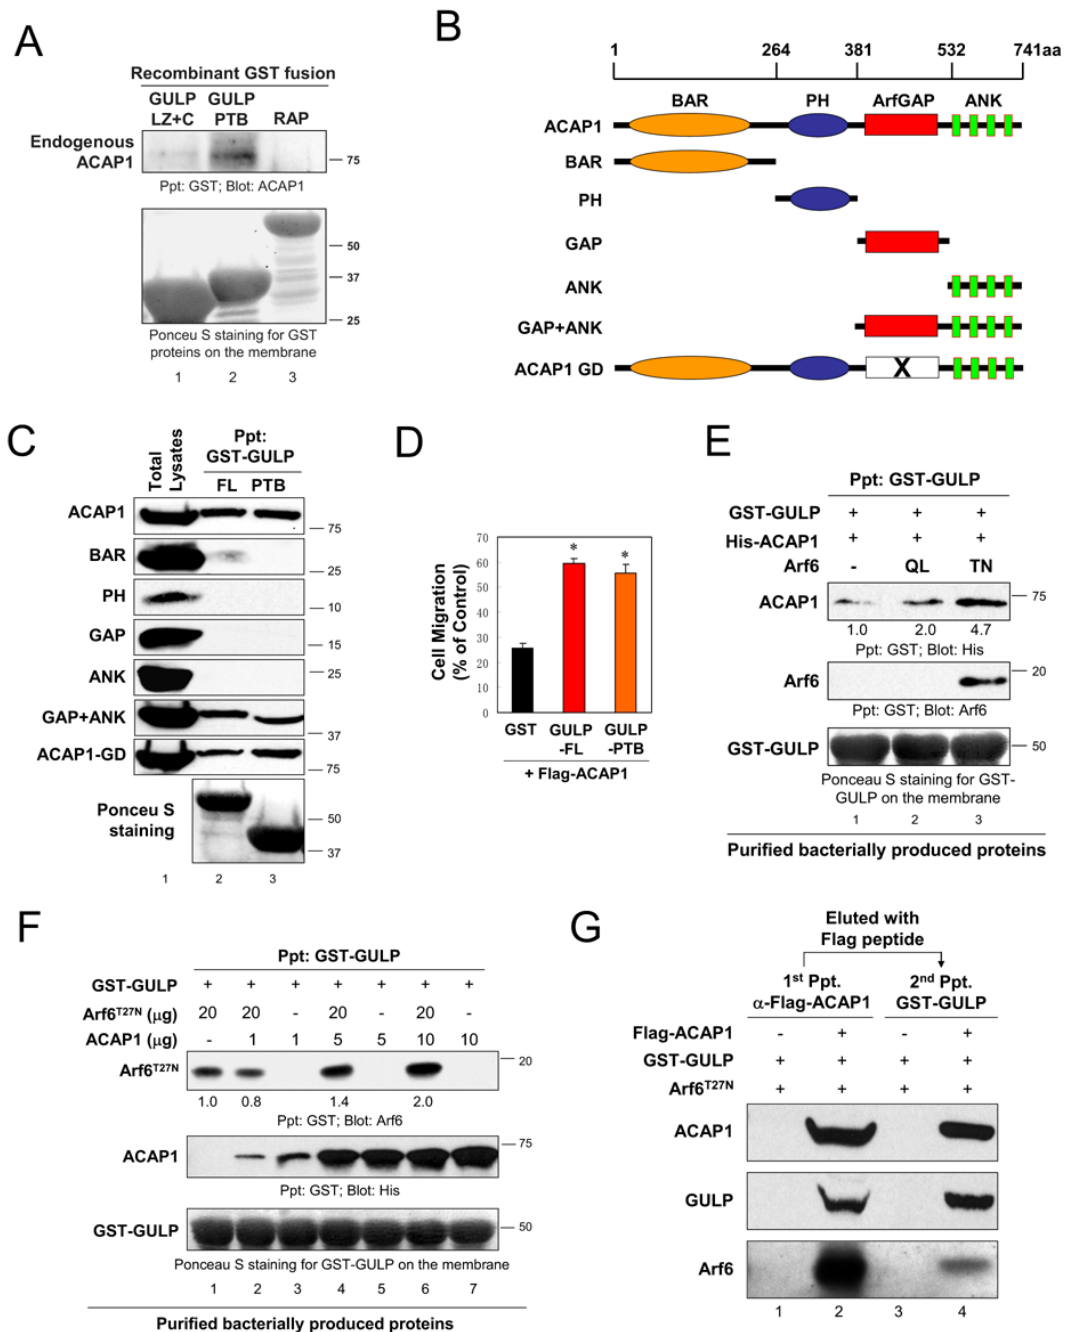 A
Recombinant GST fusion
GULP LZ+C
GULP PTB
RAP
Endogenous ACAP1
75
Ppt: GST; Blot: ACAP1
50
37
25
Ponceu S staining for GST
proteins on the membrane
1 2 3
B
1 264 381 532 741aa
BAR PH ArfGAP ANK
ACAP1
BAR
PH
GAP
ANK
GAP+ANK
ACAP1 GD
X
C
Total Lysates
Ppt:
GST-GULP
FL PTB
ACAP1
75
BAR
25
PH
10
GAP
15
ANK
25
GAP+ANK
37
ACAP1-GD
75
Ponceu S
staining
50
37
1 2 3
D
Cell Migration
(% of Control)
70
60
50
40
30
20
10
0
* *
GST
GULP -FL
GULP -PTB
+ Flag-ACAP1
E
Ppt: GST-GULP
GST-GULP + + +
His-ACAP1 + + +
Arf6 - QL TN
ACAP1
75
1.0 2.0 4.7
Ppt: GST; Blot: His
Arf6
20
Ppt: GST; Blot: Arf6
GST-GULP
50
Ponceau S staining for GST-
GULP on the membrane
1 2 3
Purified bacterially produced proteins
F
Ppt: GST-GULP
GST-GULP + + + + + + +
Arf6T27N (µg) 20 20 - 20 - 20 -
ACAP1 (µg) - 1 1 5 5 10 10
Arf6T27N
20
1.0 0.8 1.4 2.0
Ppt: GST; Blot: Arf6
ACAP1
75
Ppt: GST; Blot: His
GST-GULP
50
Ponceau S staining for GST-GULP on the membrane
1 2 3 4 5 6 7
Purified bacterially produced proteins
G
Eluted with
Flag peptide
1st Ppt.
α-Flag-ACAP1
2nd Ppt.
GST-GULP
Flag-ACAP1 - + - +
GST-GULP + + + +
Arf6T27N + + + +
ACAP1
GULP
Arf6
1 2 3 4